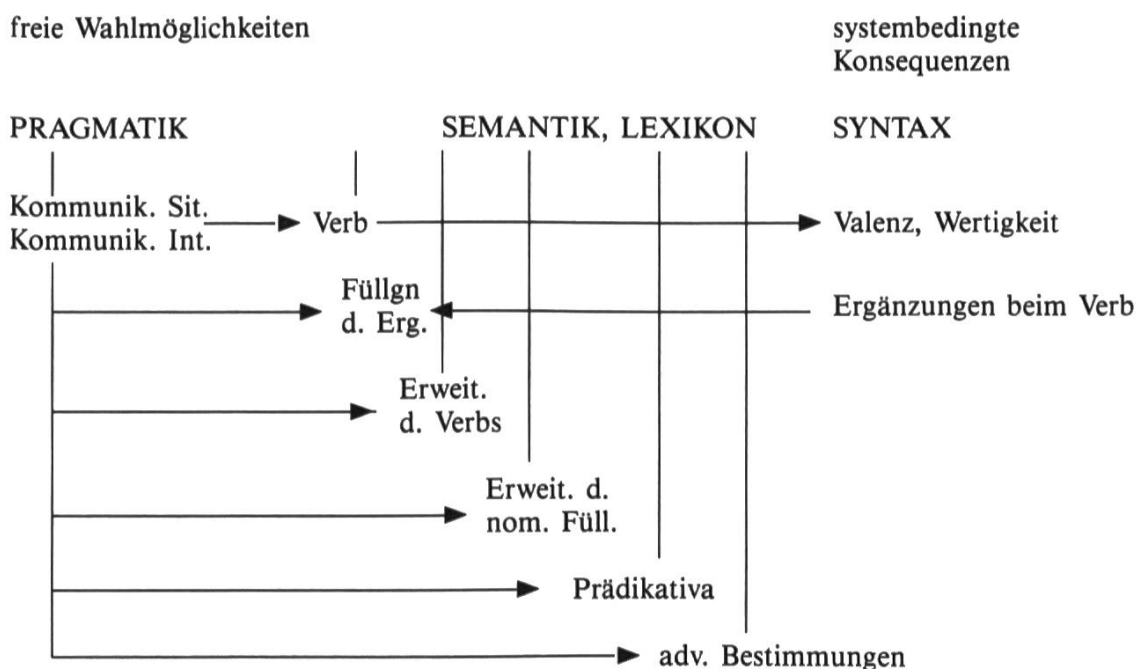 freie Wahlmöglichkeiten
systembedingte
Konsequenzen
PRAGMATIK
SEMANTIK, LEXIKON
SYNTAX
Kommunik. Sit.
Kommunik. Int.
Verb
Valenz, Wertigkeit
Füllgn
d. Erg.
Ergänzungen beim Verb
Erweit.
d. Verbs
Erweit. d.
nom. Füll.
Prädikativa
adv. Bestimmungen